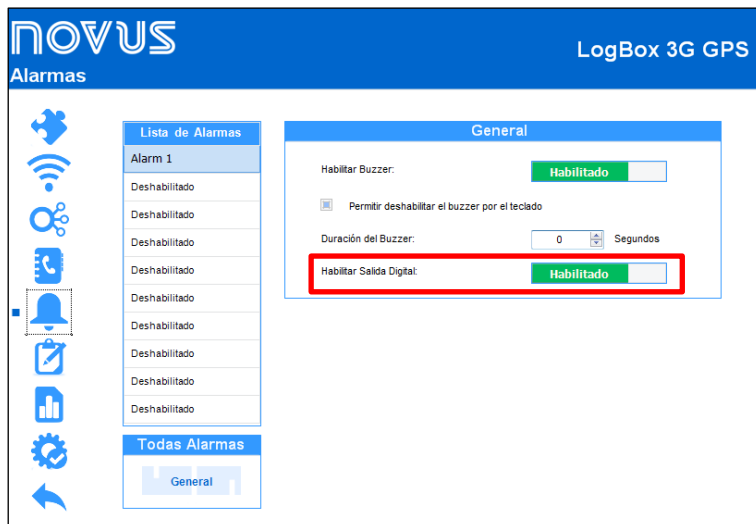 novus
LogBox 3G GPS
Alarmas
Lista de Alarmas
Alarm 1
Deshabilitado
Deshabilitado
Deshabilitado
Deshabilitado
Deshabilitado
Deshabilitado
Deshabilitado
Deshabilitado
Deshabilitado
Todas Alarmas
General
General
Habilitar Buzzer:
Habilitado
Permitir deshabilitar el buzzer por el teclado
Duración del Buzzer:
0
Segundos
Habilitar Salida Digital:
Habilitado